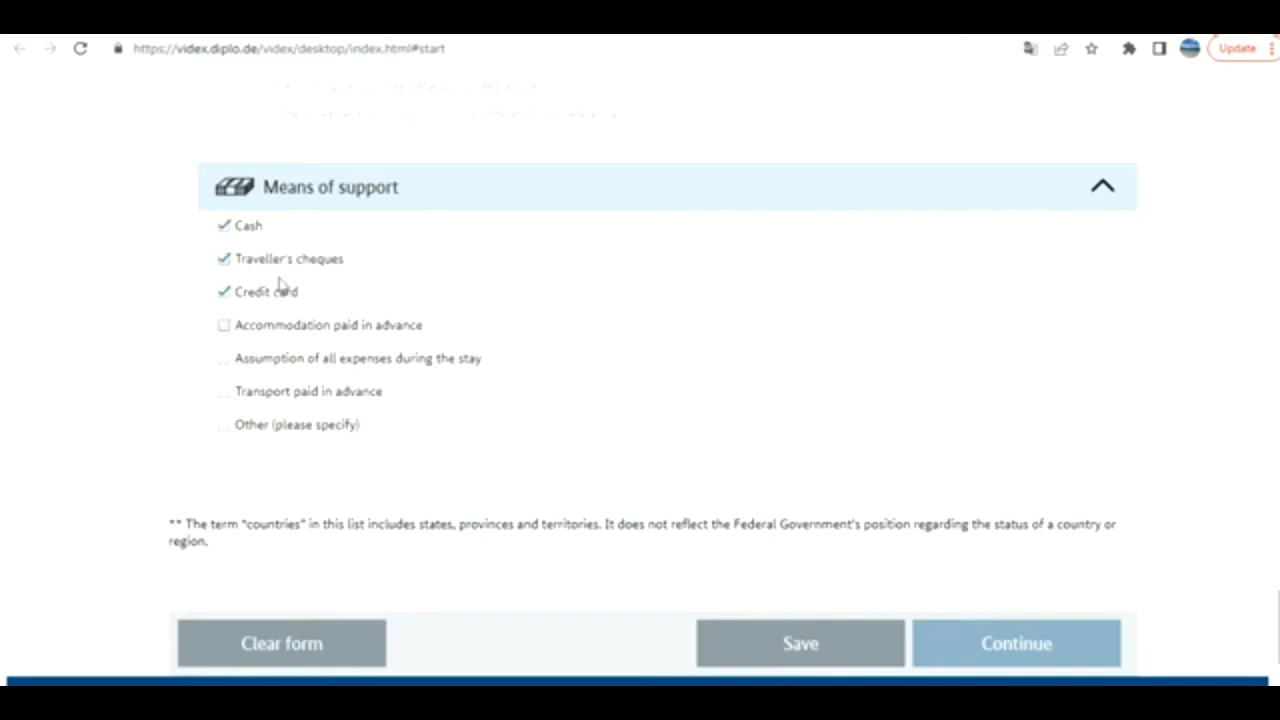 https://videx.diplo.de/videx/desktop/index.html#start
Update
Means of support
Cash
Traveller's cheques
Credit card
Accommodation paid in advance
Assumption of all expenses during the stay
Transport paid in advance
Other (please specify)
** The term "countries" in this list includes states, provinces and territories. It does not reflect the Federal Government's position regarding the status of a country or
region.
Clear form
Save
Continue